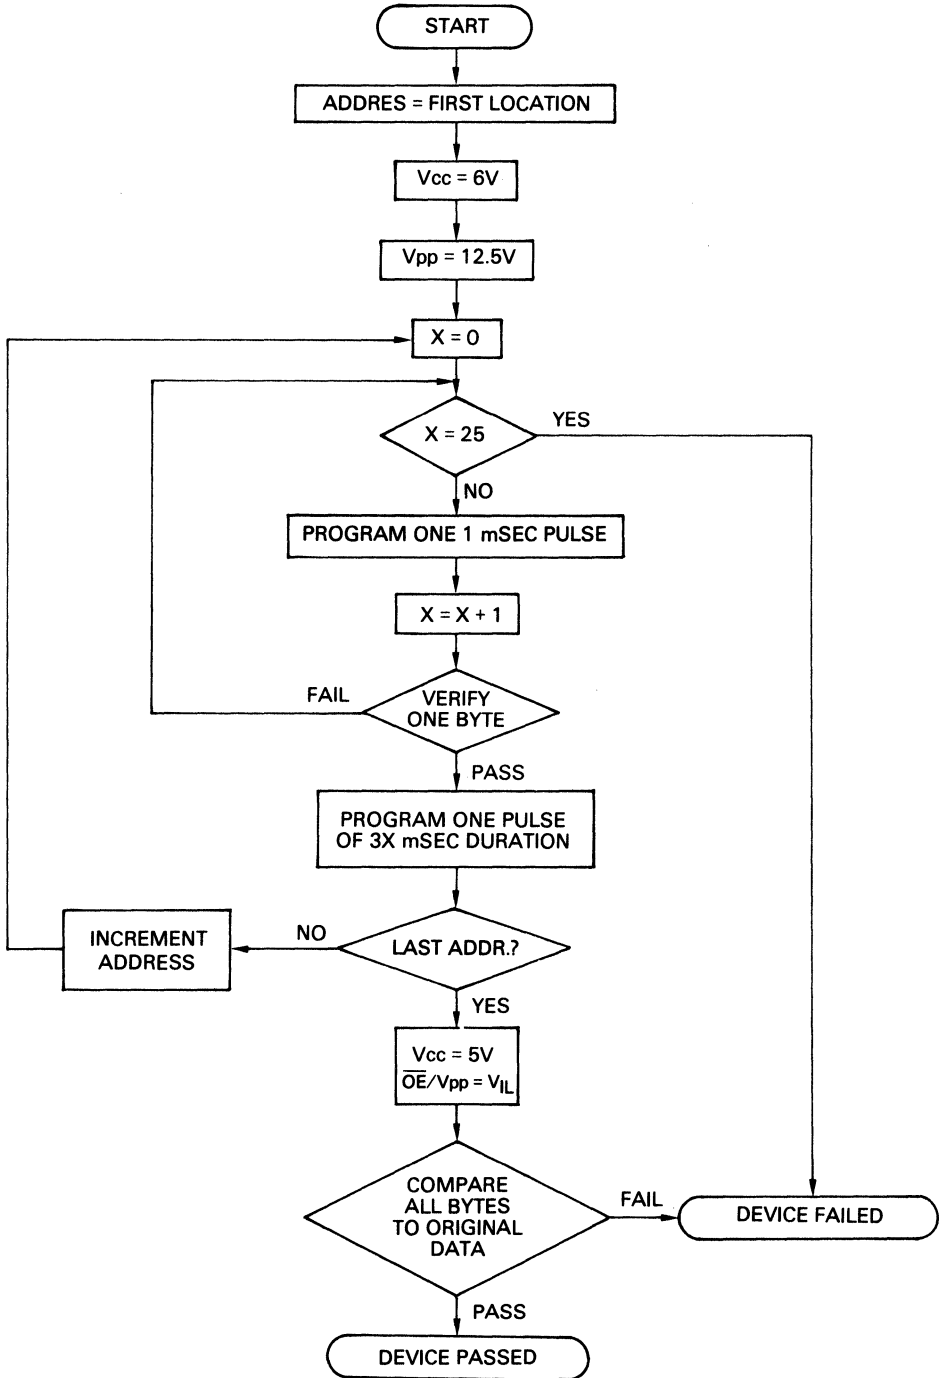 START
ADDRES = FIRST LOCATION
Vcc = 6V
Vpp = 12.5V
X = 0
X = 25
YES
NO
PROGRAM ONE 1 mSEC PULSE
X = X + 1
FAIL
VERIFY
ONE BYTE
PASS
PROGRAM ONE PULSE
OF 3X mSEC DURATION
INCREMENT
ADDRESS
NO
LAST ADDR.?
YES
Vcc = 5V
O̅E̅/Vpp = VIL
COMPARE
ALL BYTES
TO ORIGINAL
DATA
FAIL
DEVICE FAILED
PASS
DEVICE PASSED